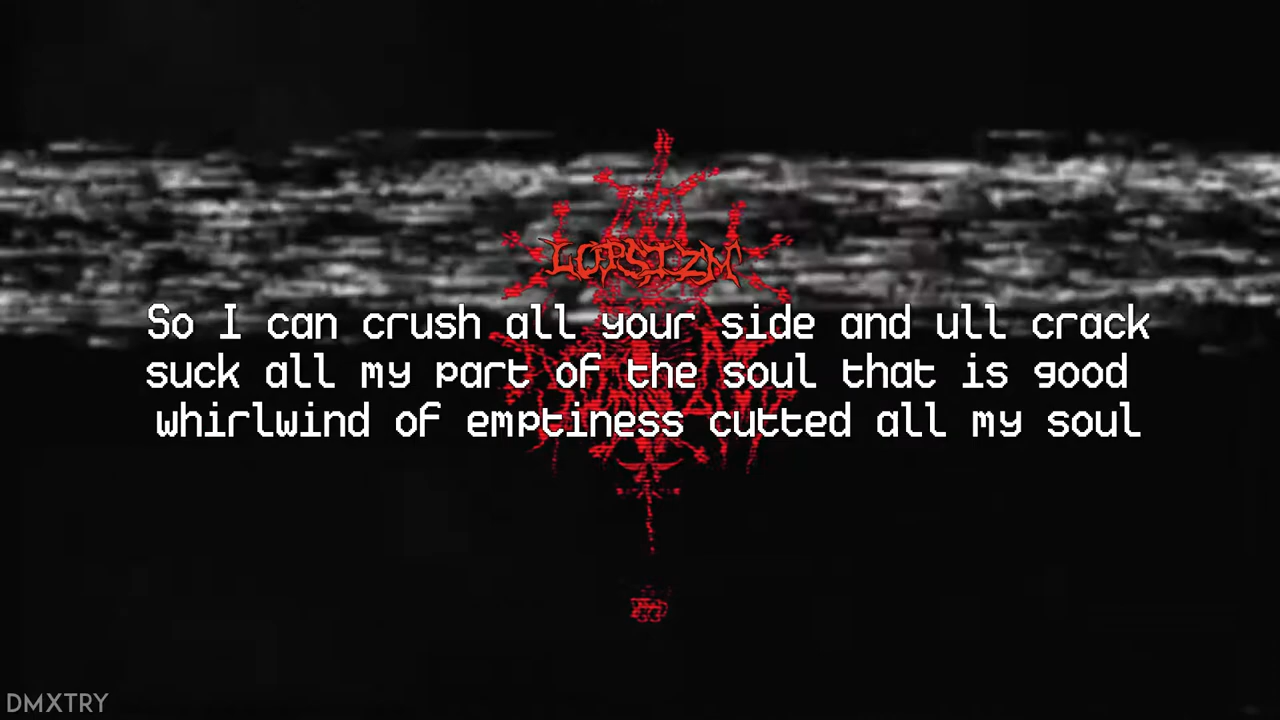 LUPSIZM
So I can crush all your side and ull crack
suck all my part of the soul that is good
whirlwind of emptiness cutted all my soul
DMXTRY